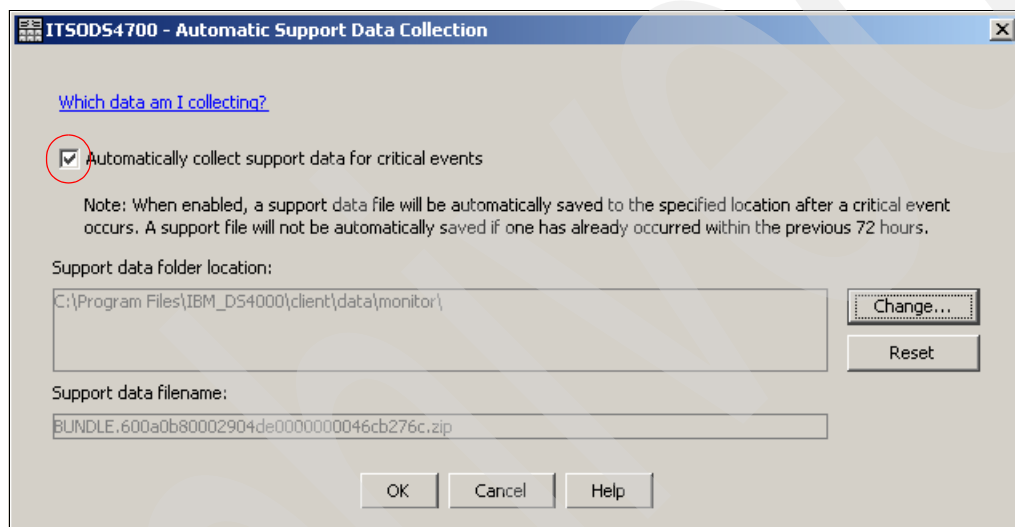 ITSODS4700 - Automatic Support Data Collection
Which data am I collecting?
Automatically collect support data for critical events
Note: When enabled, a support data file will be automatically saved to the specified location after a critical event
occurs. A support file will not be automatically saved if one has already occurred within the previous 72 hours.
Support data folder location:
C:\Program Files\IBM_DS4000\client\data\monitor\
Change...
Reset
Support data filename:
BUNDLE.600a0b80002904de0000000046cb276c.zip
OK Cancel Help